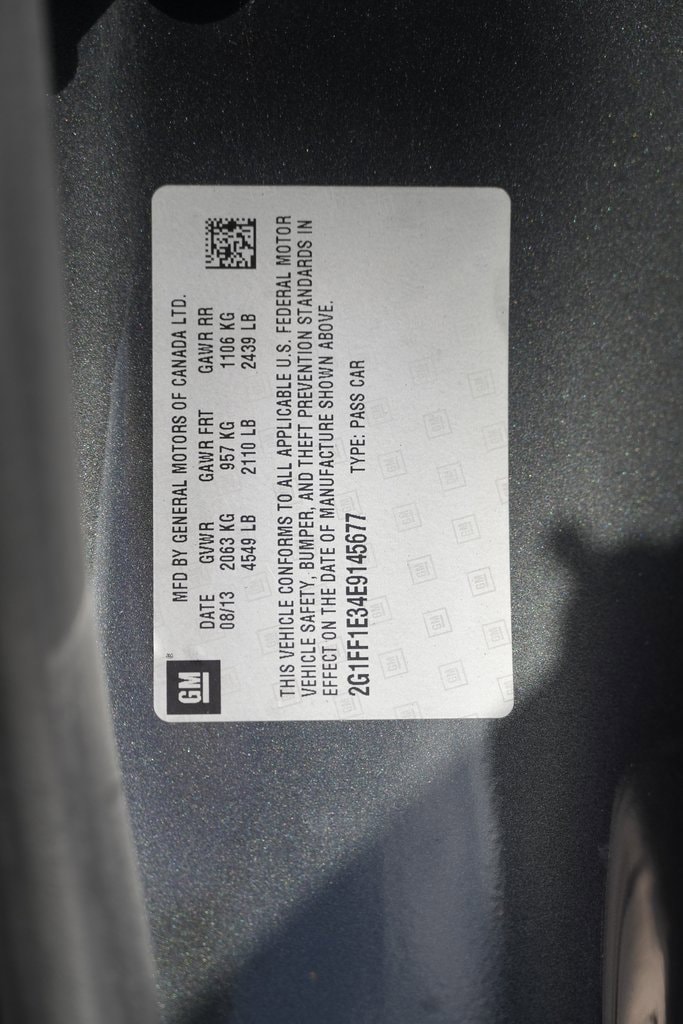 GM®
MFD BY GENERAL MOTORS OF CANADA LTD.
DATE GVWR GAWR FRT GAWR RR
08/13 2063 KG 957 KG 1106 KG
4549 LB 2110 LB 2439 LB
THIS VEHICLE CONFORMS TO ALL APPLICABLE U.S. FEDERAL MOTOR
VEHICLE SAFETY, BUMPER, AND THEFT PREVENTION STANDARDS IN
EFFECT ON THE DATE OF MANUFACTURE SHOWN ABOVE.
2G1FF1E34E9145677 TYPE: PASS CAR